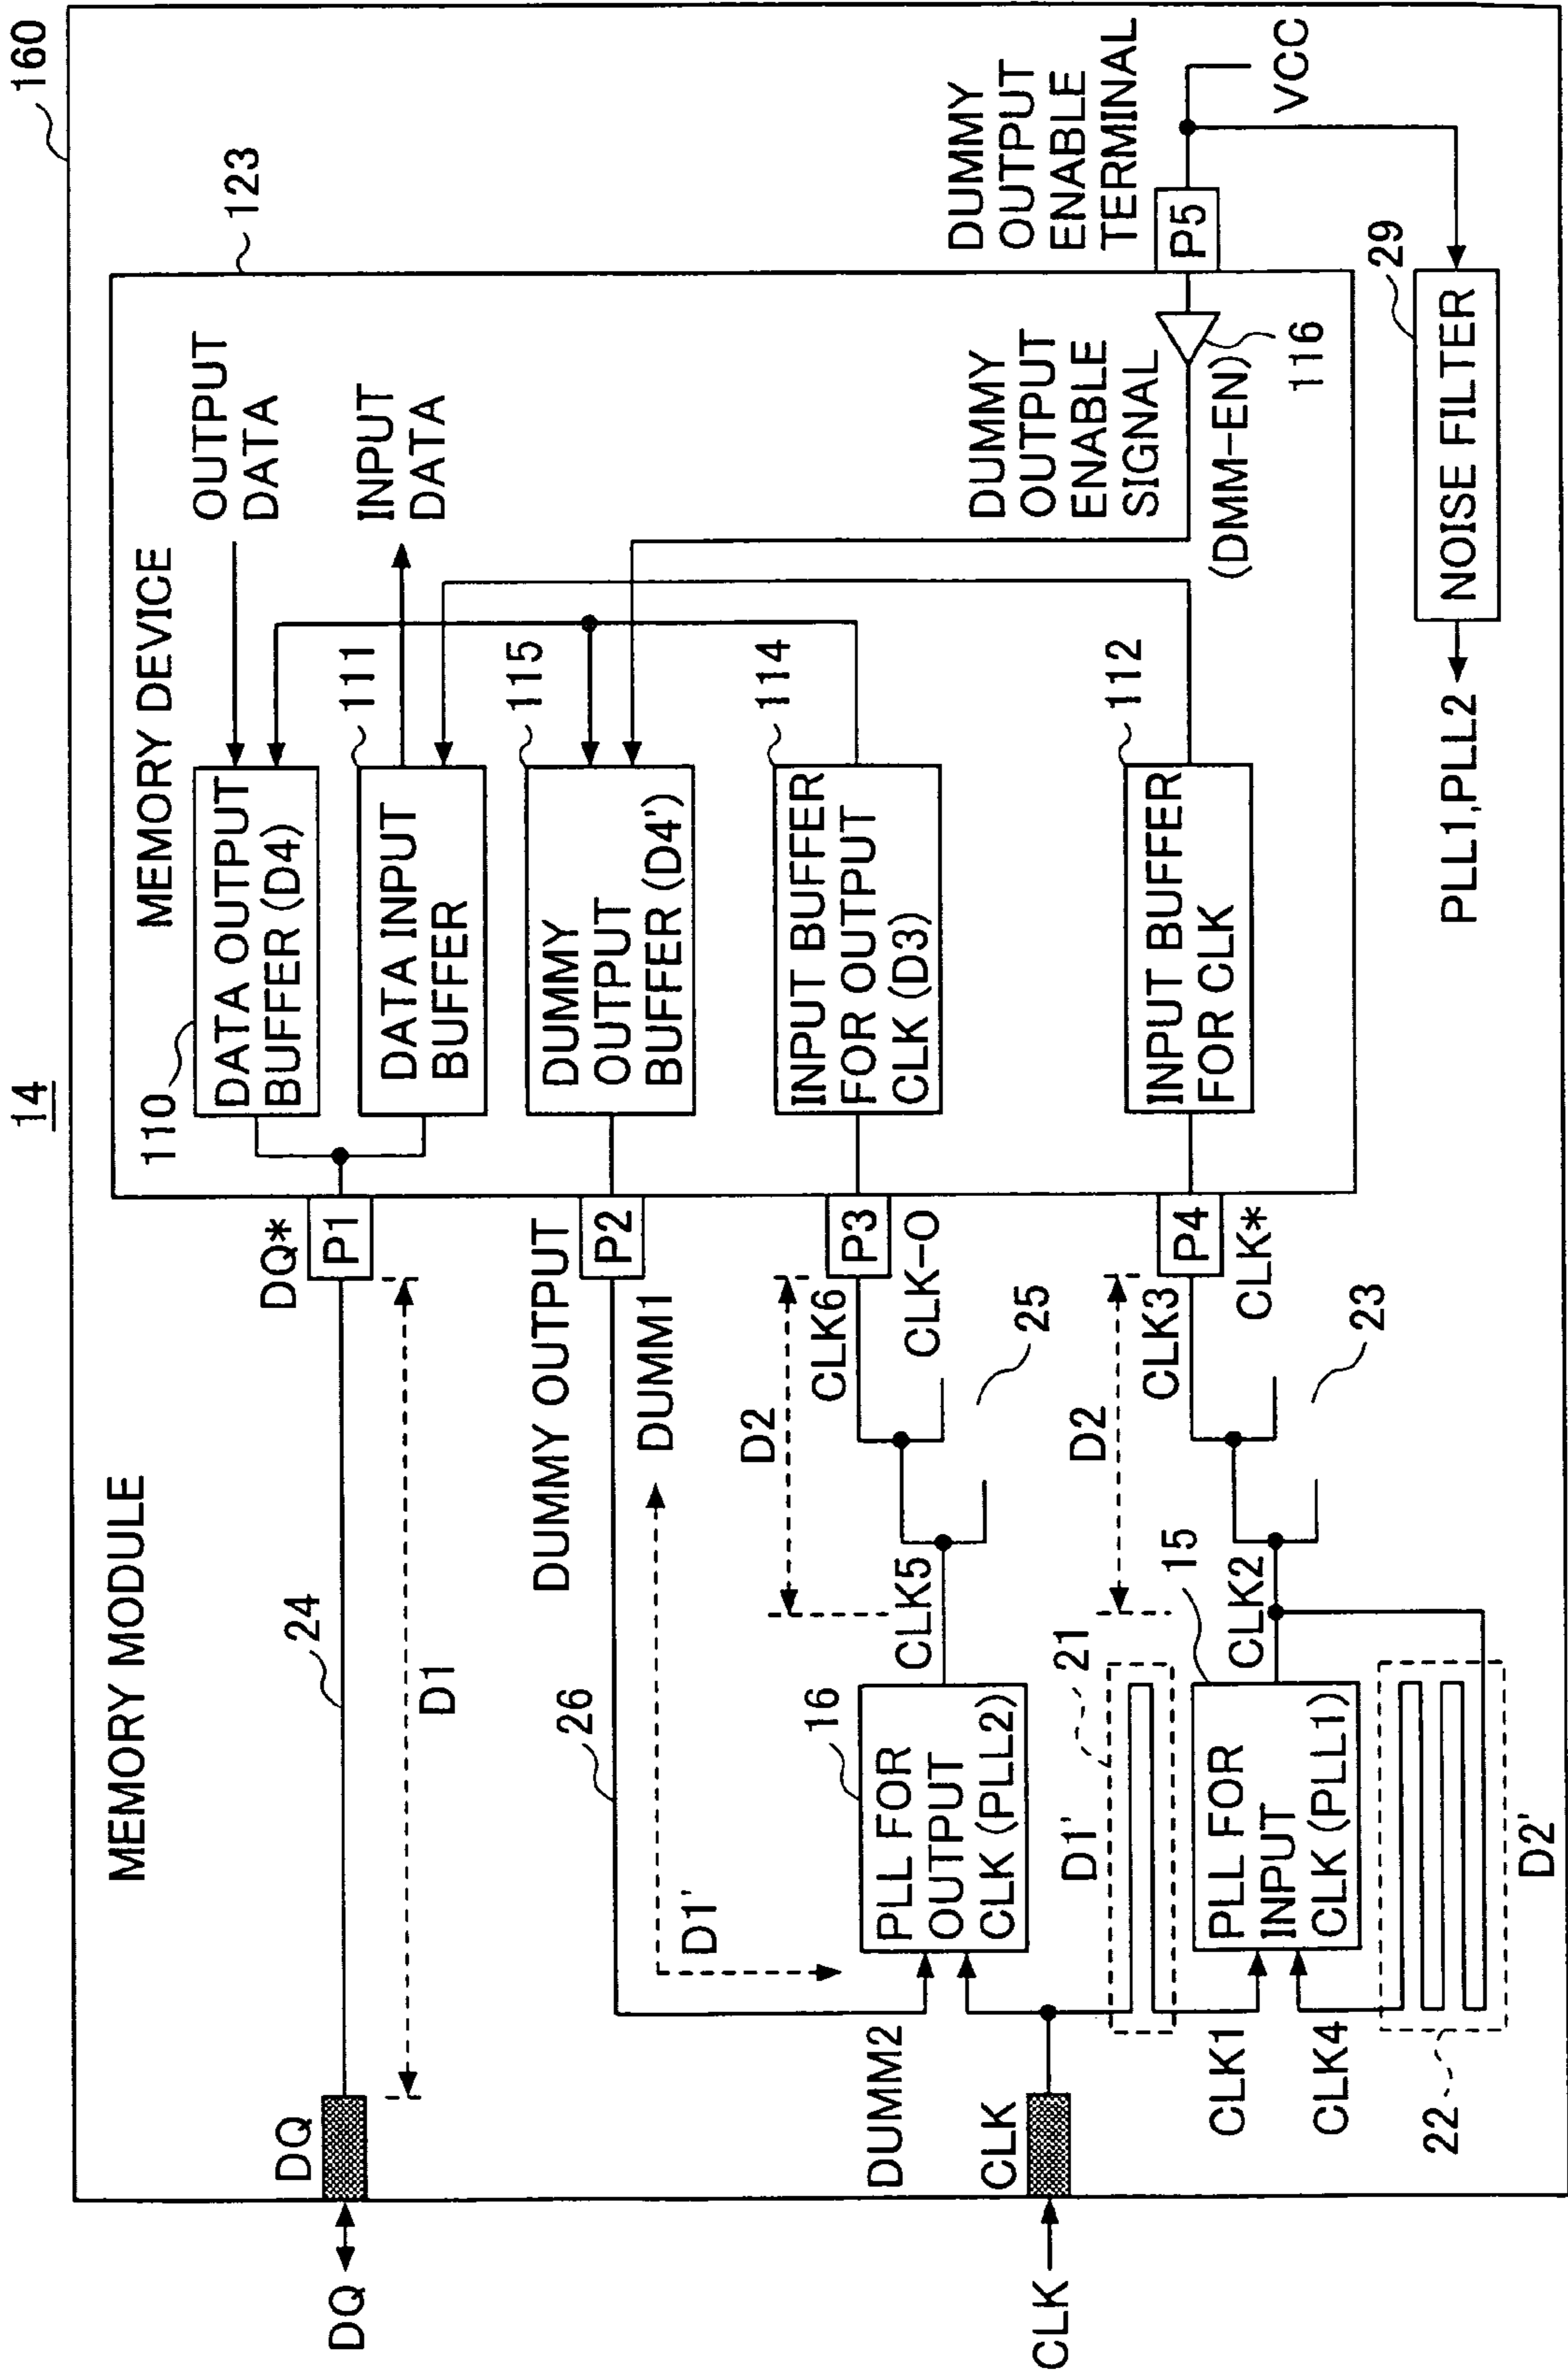 14
160
MEMORY MODULE
MEMORY DEVICE
123
DQ
DQ
24
D1
DQ*
P1
110
DATA OUTPUT
BUFFER (D4)
OUTPUT
DATA
DATA INPUT
BUFFER
111
INPUT
DATA
26
DUMMY OUTPUT
P2
DUMM1
D1'
DUMMY
OUTPUT
BUFFER (D4')
115
DUMM2
16
PLL FOR
OUTPUT
CLK (PLL2)
CLK5
D2
CLK6
P3
CLK-O
25
INPUT BUFFER
FOR OUTPUT
CLK (D3)
114
CLK
CLK
D1'
21
CLK1
CLK4
15
PLL FOR
INPUT
CLK (PLL1)
CLK2
D2
CLK3
P4
CLK*
23
22
D2'
INPUT BUFFER
FOR CLK
112
DUMMY
OUTPUT
ENABLE
SIGNAL
(DMM-EN)
116
DUMMY
OUTPUT
ENABLE
TERMINAL
P5
VCC
29
NOISE FILTER
PLL1,PLL2